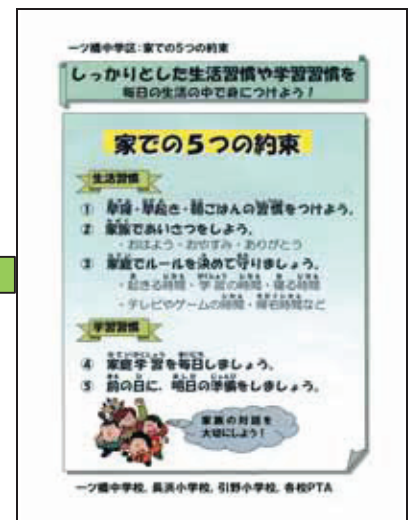 一ツ橋中学区:家での5つの約束
しっかりとした生活習慣や学習習慣を
毎日の生活の中で身につけよう!
家での5つの約束
生活習慣
① 早寝・早起き・朝ごはんの習慣をつけよう。
② 家族であいさつをしよう。
・おはよう・おやすみ・ありがとう
③ 家庭でルールを決めて守りましょう。
・起きる時間・学習の時間・寝る時間
・テレビやゲームの時間・帰宅時間など
学習習慣
④ 家庭学習を毎日しましょう。
⑤ 前の日に、明日の準備をしましょう。
家族の対話を
大切にしよう!
一ツ橋中学校、長浜小学校、引野小学校、各校PTA